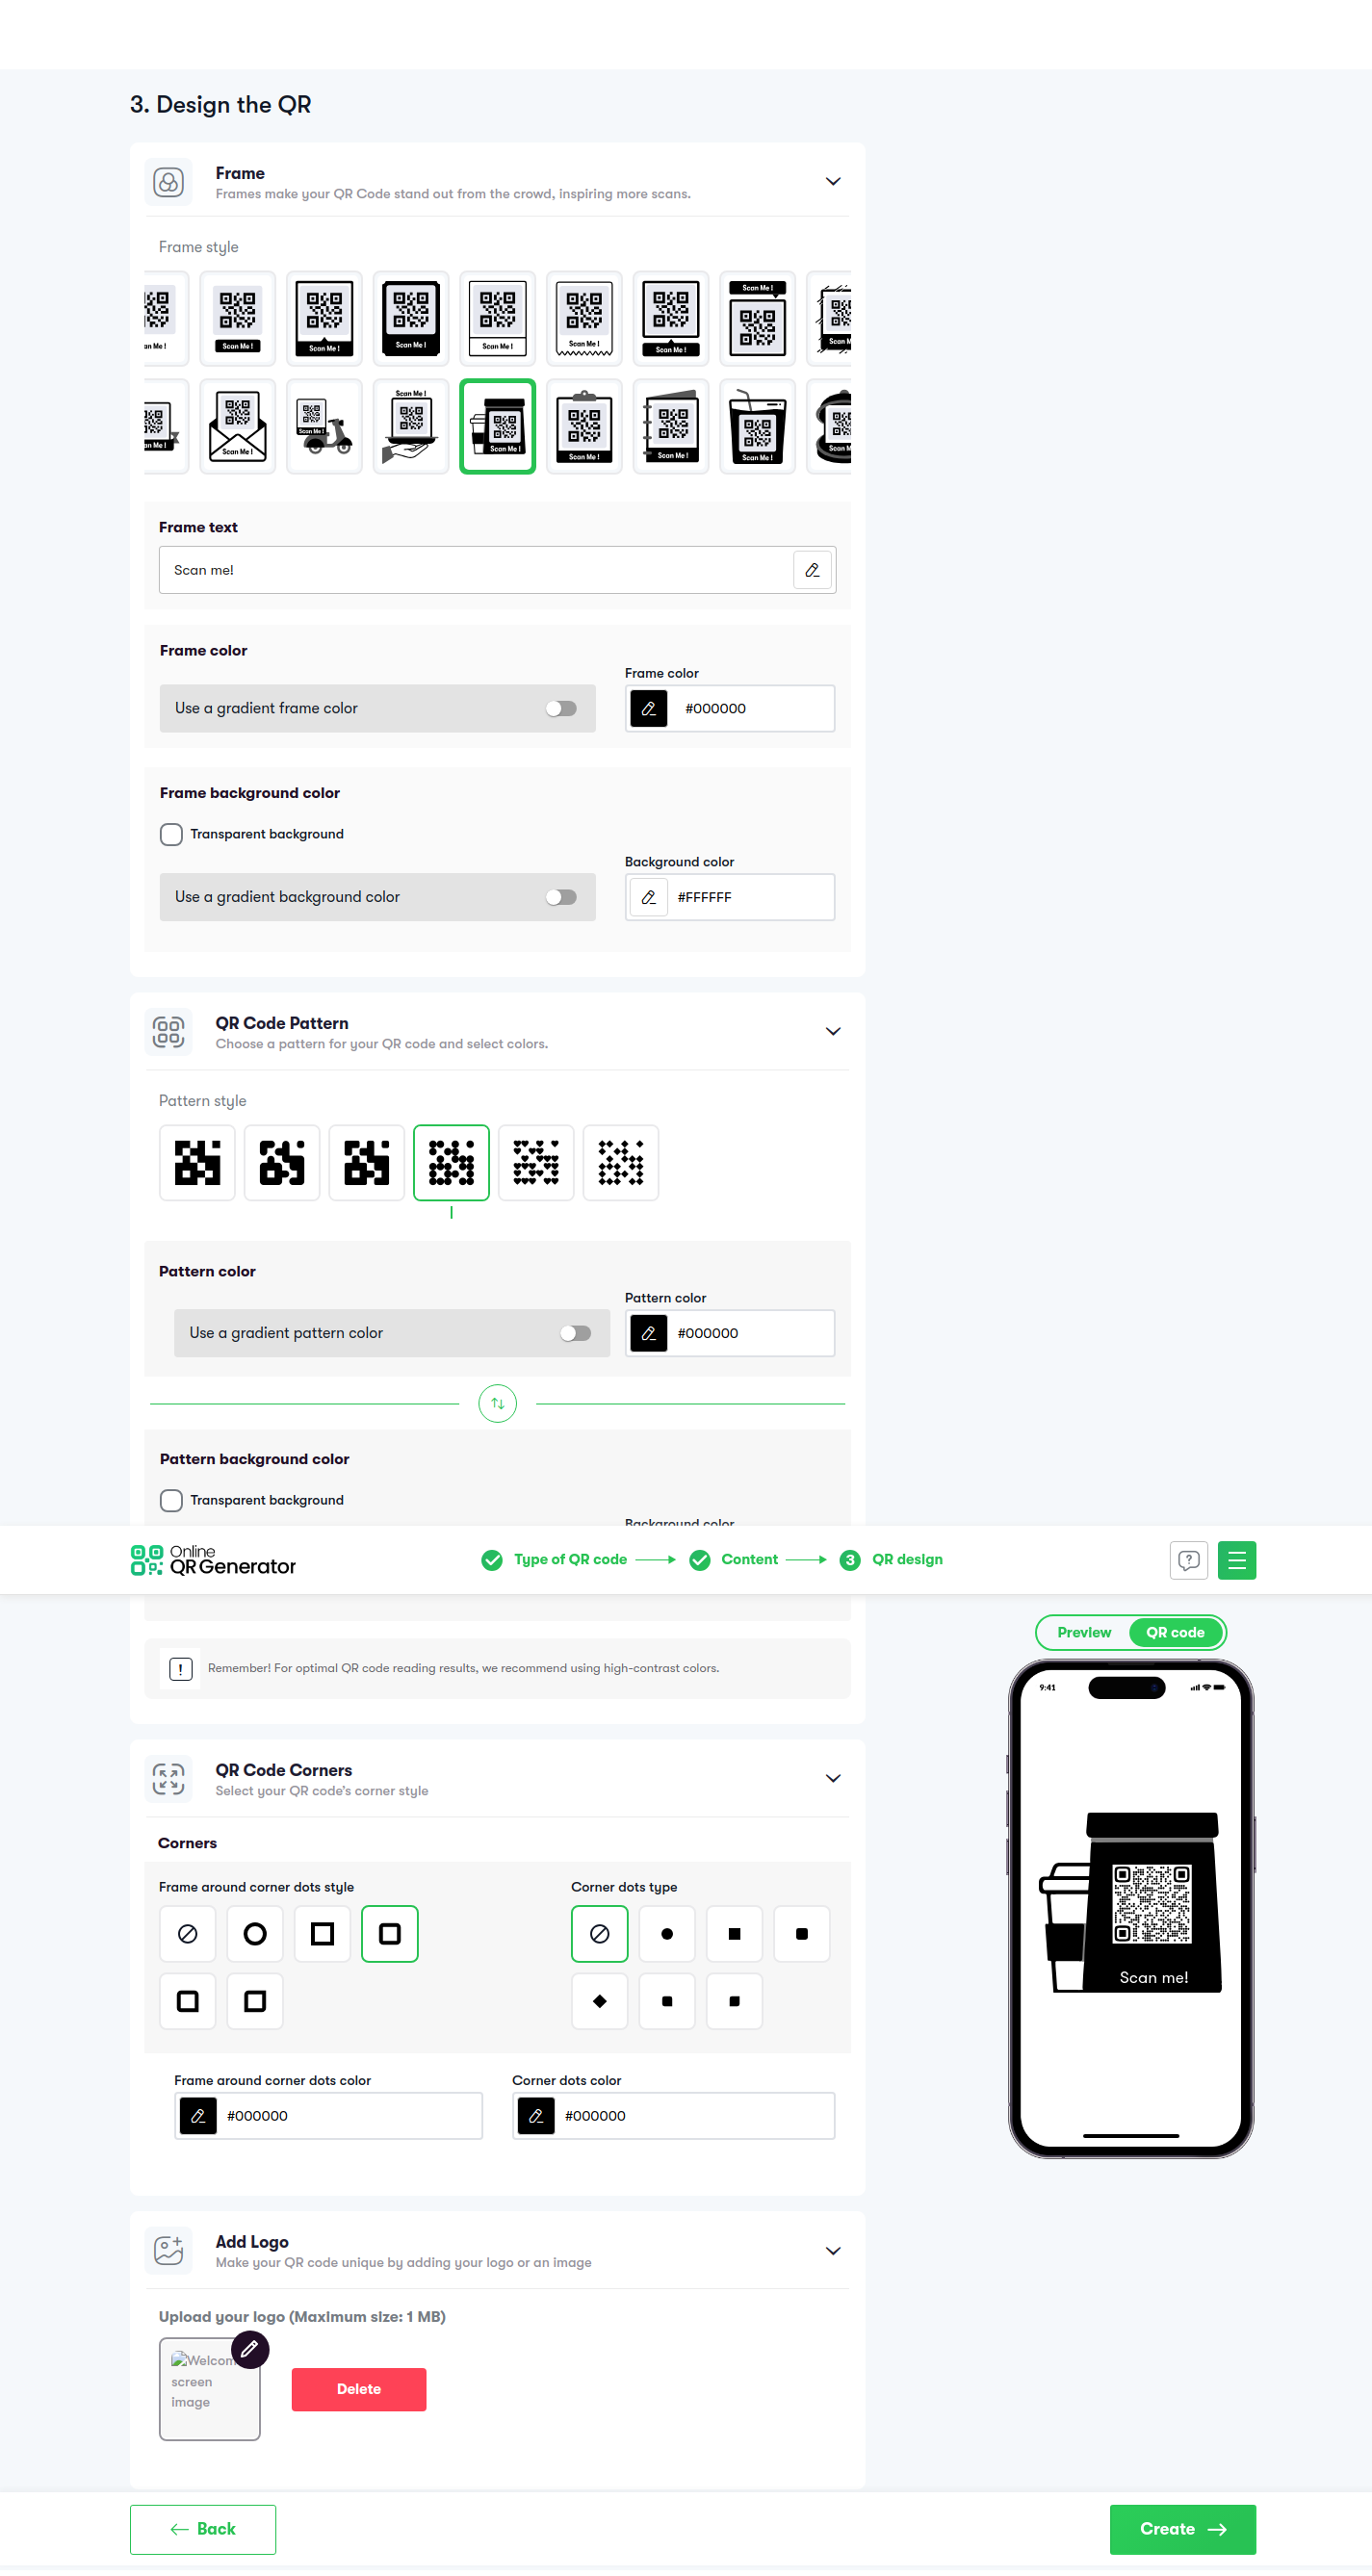 3. Design the QR
Frame
Frames make your QR Code stand out from the crowd, inspiring more scans.
Frame style
Scan Me !
Scan Me !
Scan Me !
Scan Me !
Scan Me !
Scan Me !
Scan Me !
Scan Me !
Scan Me !
Scan Me !
Scan Me !
Scan Me !
Scan Me !
Scan Me !
Frame text
Scan me!
Frame color
Frame color
Use a gradient frame color
#000000
Frame background color
Transparent background
Background color
Use a gradient background color
#FFFFFF
QR Code Pattern
Choose a pattern for your QR code and select colors.
Pattern style
Pattern color
Pattern color
Use a gradient pattern color
#000000
Pattern background color
Transparent background
Background color
Online
QR Generator
Type of QR code
Content
3 QR design
Preview
QR code
Remember! For optimal QR code reading results, we recommend using high-contrast colors.
9:41
QR Code Corners
Select your QR code's corner style
Corners
Frame around corner dots style
Corner dots type
Scan me!
Frame around corner dots color
Corner dots color
#000000
#000000
Add Logo
Make your QR code unique by adding your logo or an image
Upload your logo (Maximum size: 1 MB)
Welcom
screen
image
Delete
Back
Create